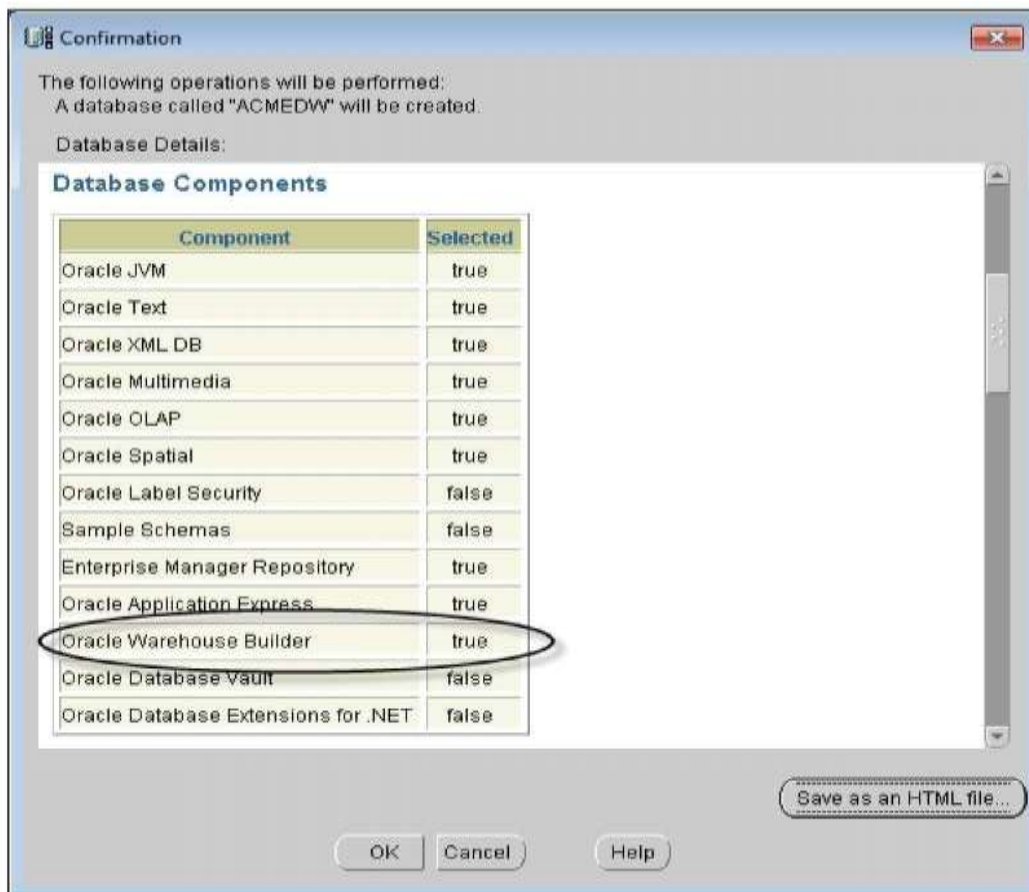 Confirmation
The following operations will be performed:
A database called "ACMEDW" will be created.
Database Details:
Database Components
Component Selected
Oracle JVM true
Oracle Text true
Oracle XML DB true
Oracle Multimedia true
Oracle OLAP true
Oracle Spatial true
Oracle Label Security false
Sample Schemas false
Enterprise Manager Repository true
Oracle Application Express true
Oracle Warehouse Builder true
Oracle Database Vault false
Oracle Database Extensions for .NET false
Save as an HTML file...
OK Cancel Help